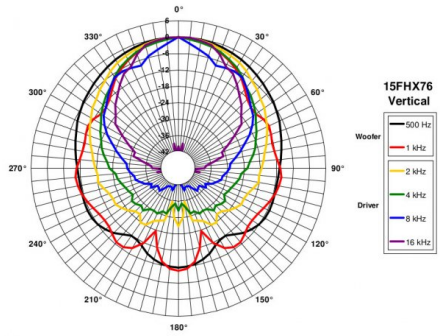 0°
30°
60°
90°
120°
150°
180°
210°
240°
270°
300°
330°
6
0
-6
-12
-18
-24
-30
-36
-42
15FHX76
Vertical
Woofer
500 Hz
1 kHz
Driver
2 kHz
4 kHz
8 kHz
16 kHz